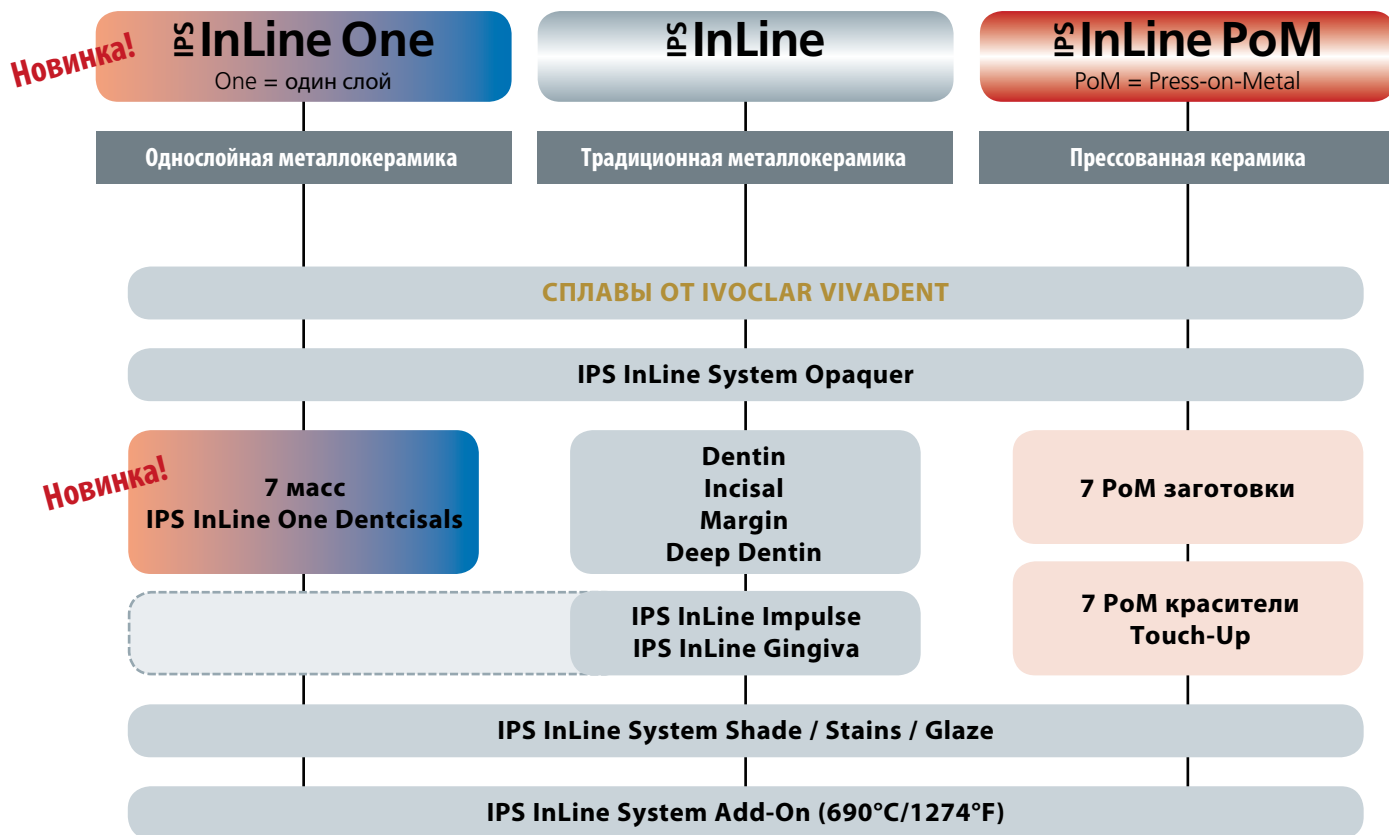 Новинка!
IPS InLine One
One = один слой
IPS InLine
IPS InLine PoM
PoM = Press-on-Metal
Однослойная металлокерамика
Традиционная металлокерамика
Прессованная керамика
СПЛАВЫ ОТ IVOCLAR VIVADENT
IPS InLine System Opaquer
Новинка!
7 масс
IPS InLine One Dentcisals
Dentin
Incisal
Margin
Deep Dentin
7 PoM заготовки
IPS InLine Impulse
IPS InLine Gingiva
7 PoM красители
Touch-Up
IPS InLine System Shade / Stains / Glaze
IPS InLine System Add-On (690°C/1274°F)